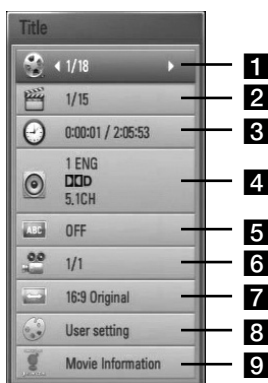 Title
1/18 1
1/15 2
0:00:01 / 2:05:53 3
1 ENG
DD D 4
5.1CH
ABC OFF 5
1/1 6
16:9 Original 7
User setting 8
Movie Information 9